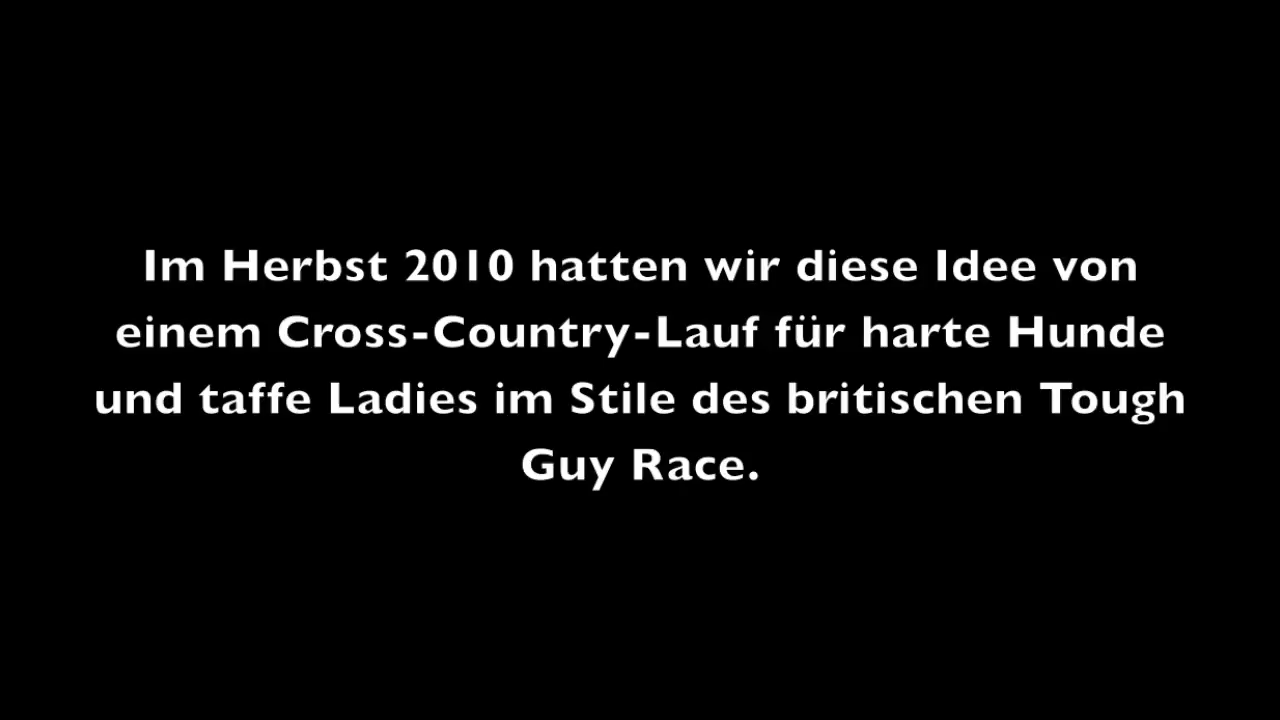 Im Herbst 2010 hatten wir diese Idee von
einem Cross-Country-Lauf für harte Hunde
und taffe Ladies im Stile des britischen Tough
Guy Race.